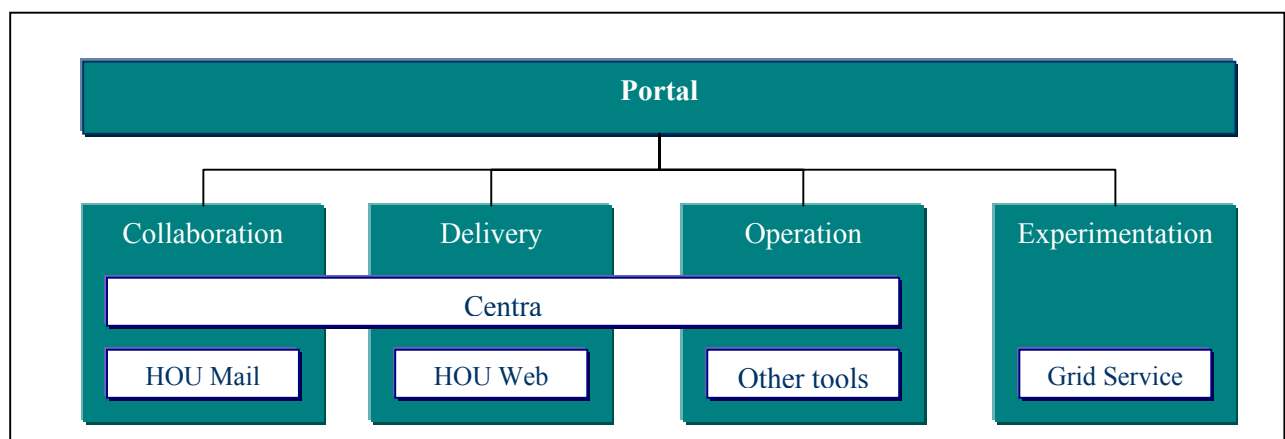 Portal
Collaboration
Delivery
Operation
Experimentation
Centra
HOU Mail
HOU Web
Other tools
Grid Service